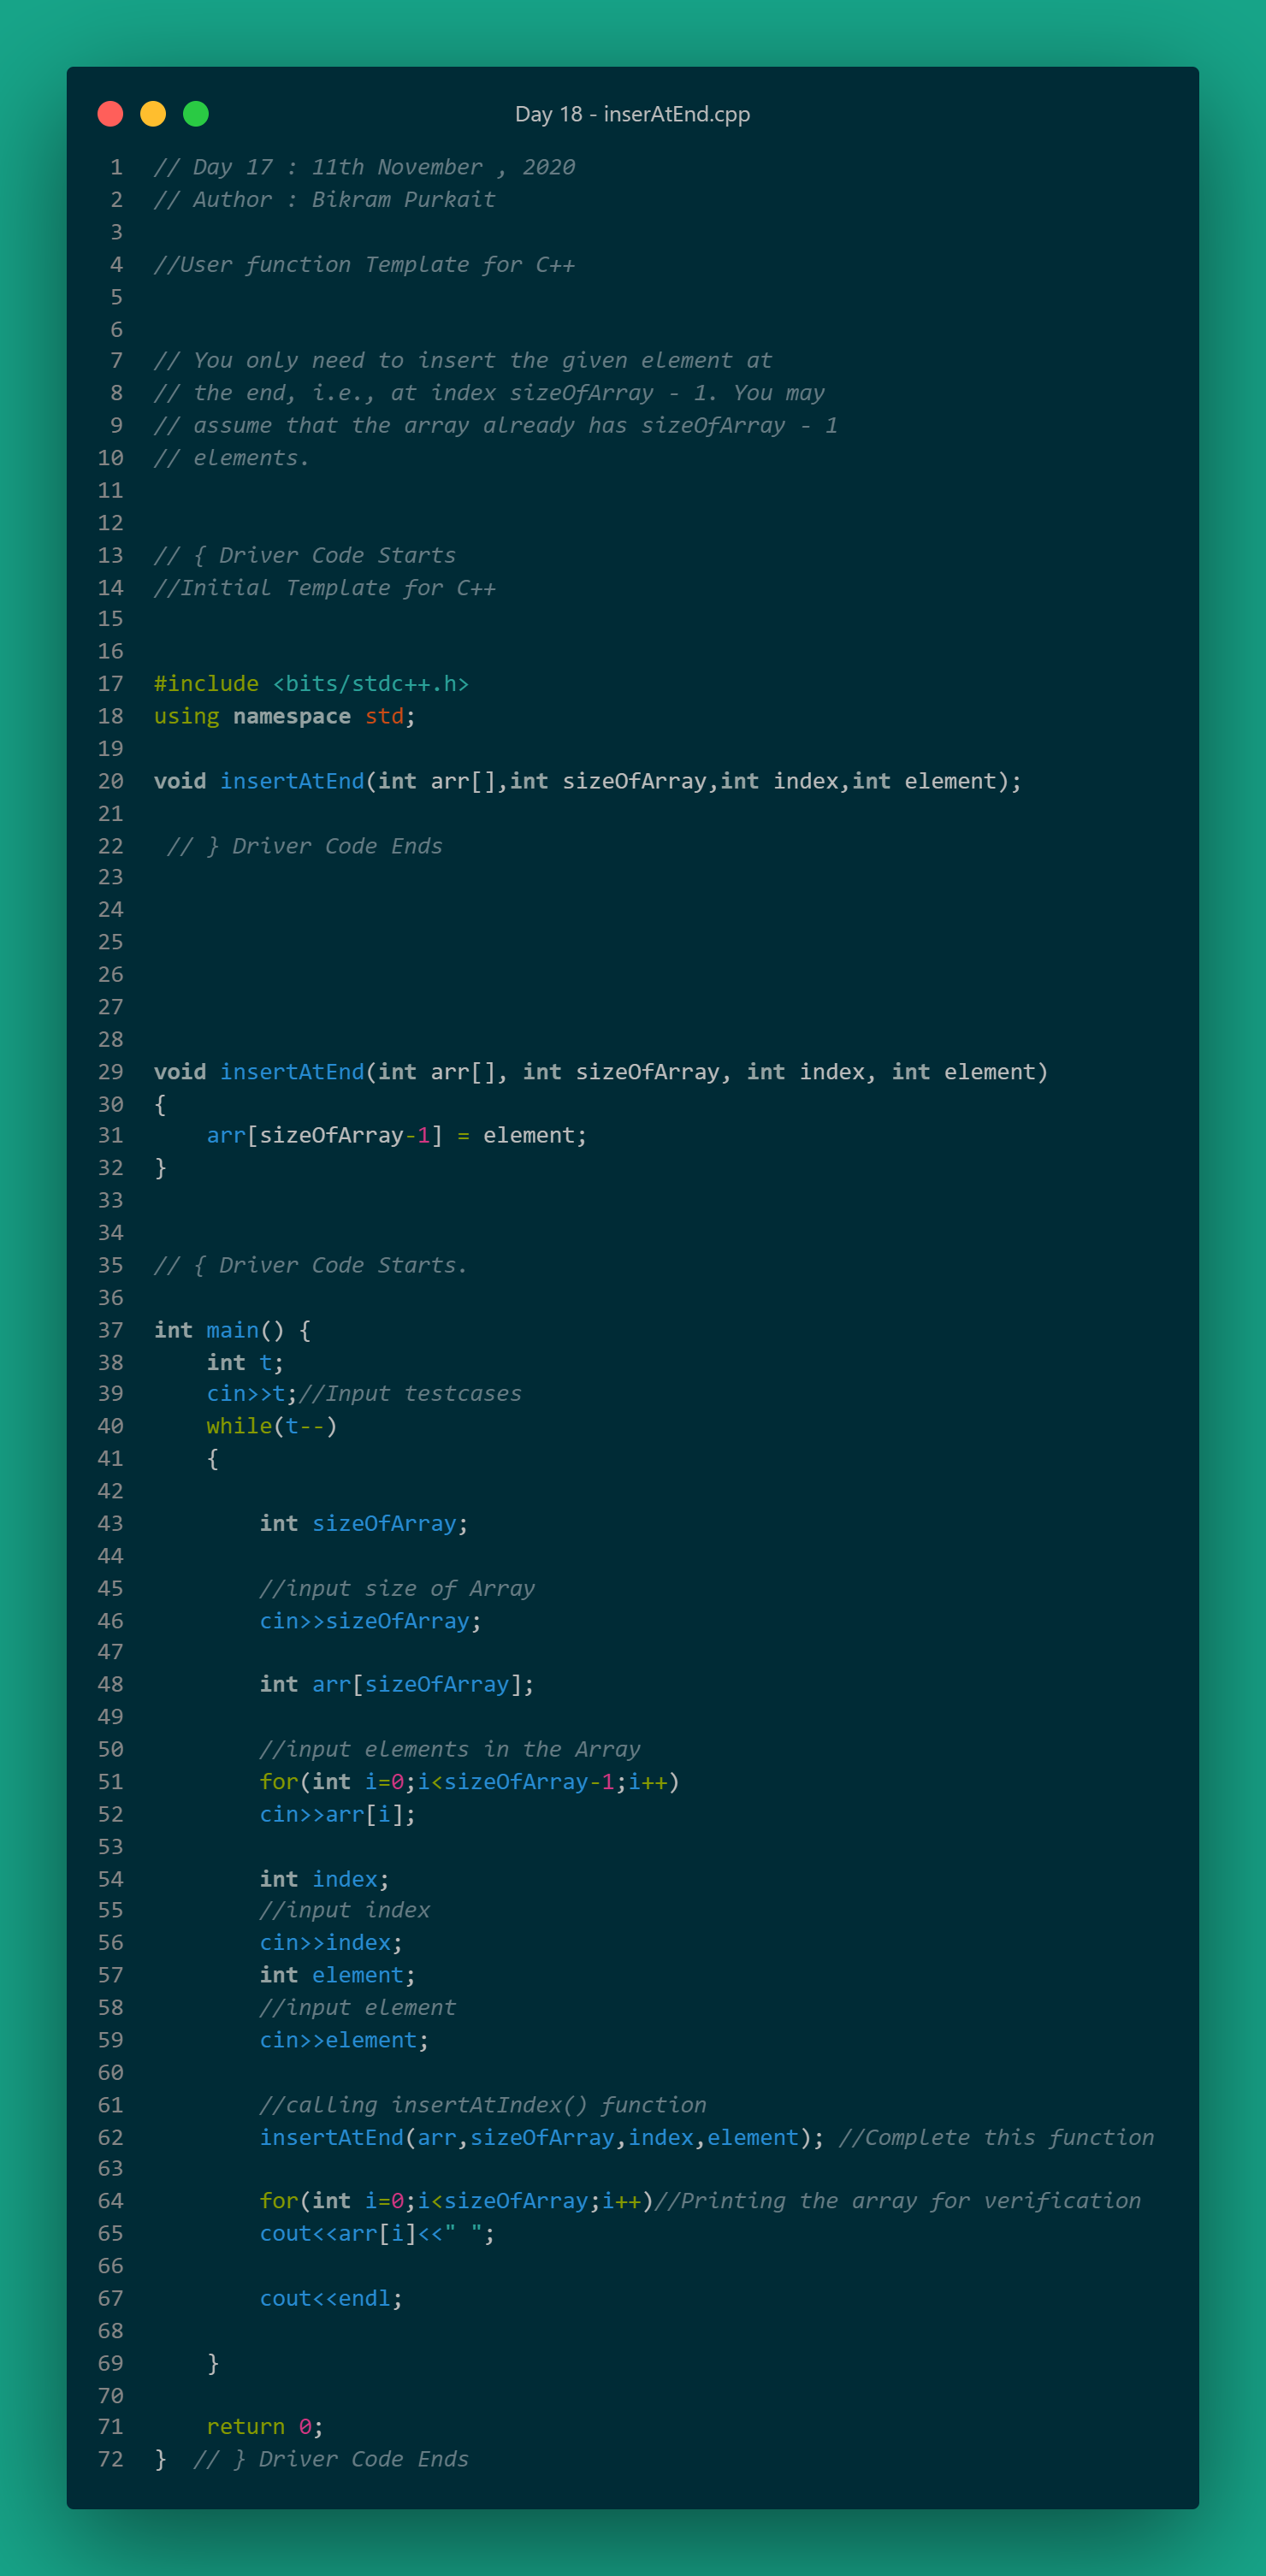 Day 18 - inserAtEnd.cpp
1 // Day 17 : 11th November , 2020
2 // Author : Bikram Purkait
3
4 //User function Template for C++
5
6
7 // You only need to insert the given element at
8 // the end, i.e., at index sizeOfArray - 1. You may
9 // assume that the array already has sizeOfArray - 1
10 // elements.
11
12
13 // { Driver Code Starts
14 //Initial Template for C++
15
16
17 #include <bits/stdc++.h>
18 using namespace std;
19
20 void insertAtEnd(int arr[],int sizeOfArray,int index,int element);
21
22  // } Driver Code Ends
23
24
25
26
27
28
29 void insertAtEnd(int arr[], int sizeOfArray, int index, int element)
30 {
31     arr[sizeOfArray-1] = element;
32 }
33
34
35 // { Driver Code Starts.
36
37 int main() {
38     int t;
39     cin>>t;//Input testcases
40     while(t--)
41     {
42
43         int sizeOfArray;
44
45         //input size of Array
46         cin>>sizeOfArray;
47
48         int arr[sizeOfArray];
49
50         //input elements in the Array
51         for(int i=0;i<sizeOfArray-1;i++)
52         cin>>arr[i];
53
54         int index;
55         //input index
56         cin>>index;
57         int element;
58         //input element
59         cin>>element;
60
61         //calling insertAtIndex() function
62         insertAtEnd(arr,sizeOfArray,index,element); //Complete this function
63
64         for(int i=0;i<sizeOfArray;i++)//Printing the array for verification
65         cout<<arr[i]<<" ";
66
67         cout<<endl;
68
69     }
70
71     return 0;
72 }  // } Driver Code Ends